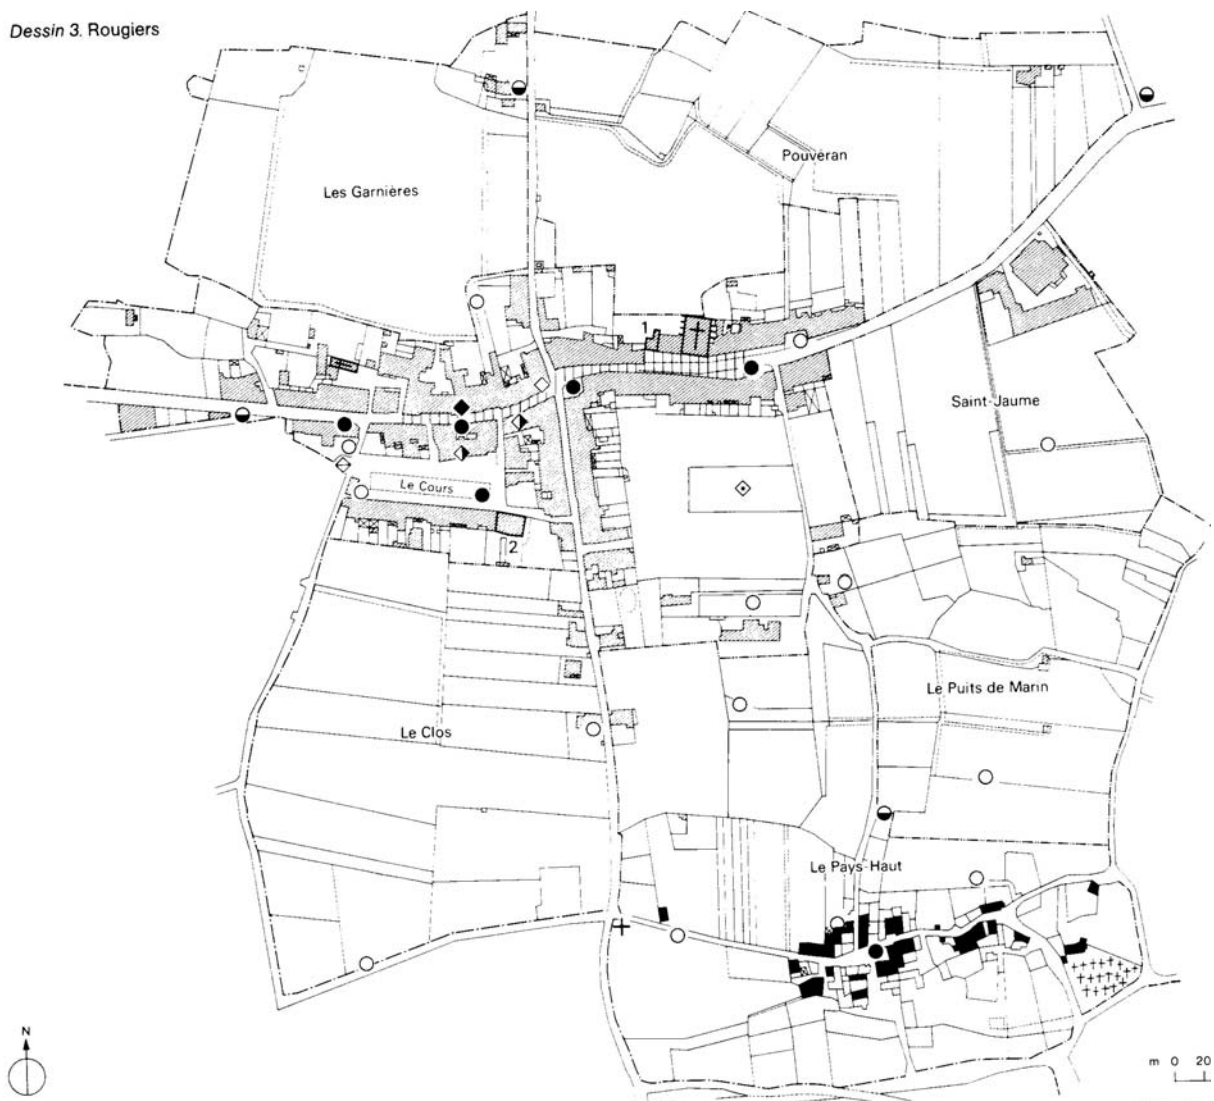 Dessin 3. Rougiers
Pouveran
Les Garnières
1
Saint-Jaume
Le Cours
2
Le Puits de Marin
Le Clos
Le Pays-Haut
N
m 0 20